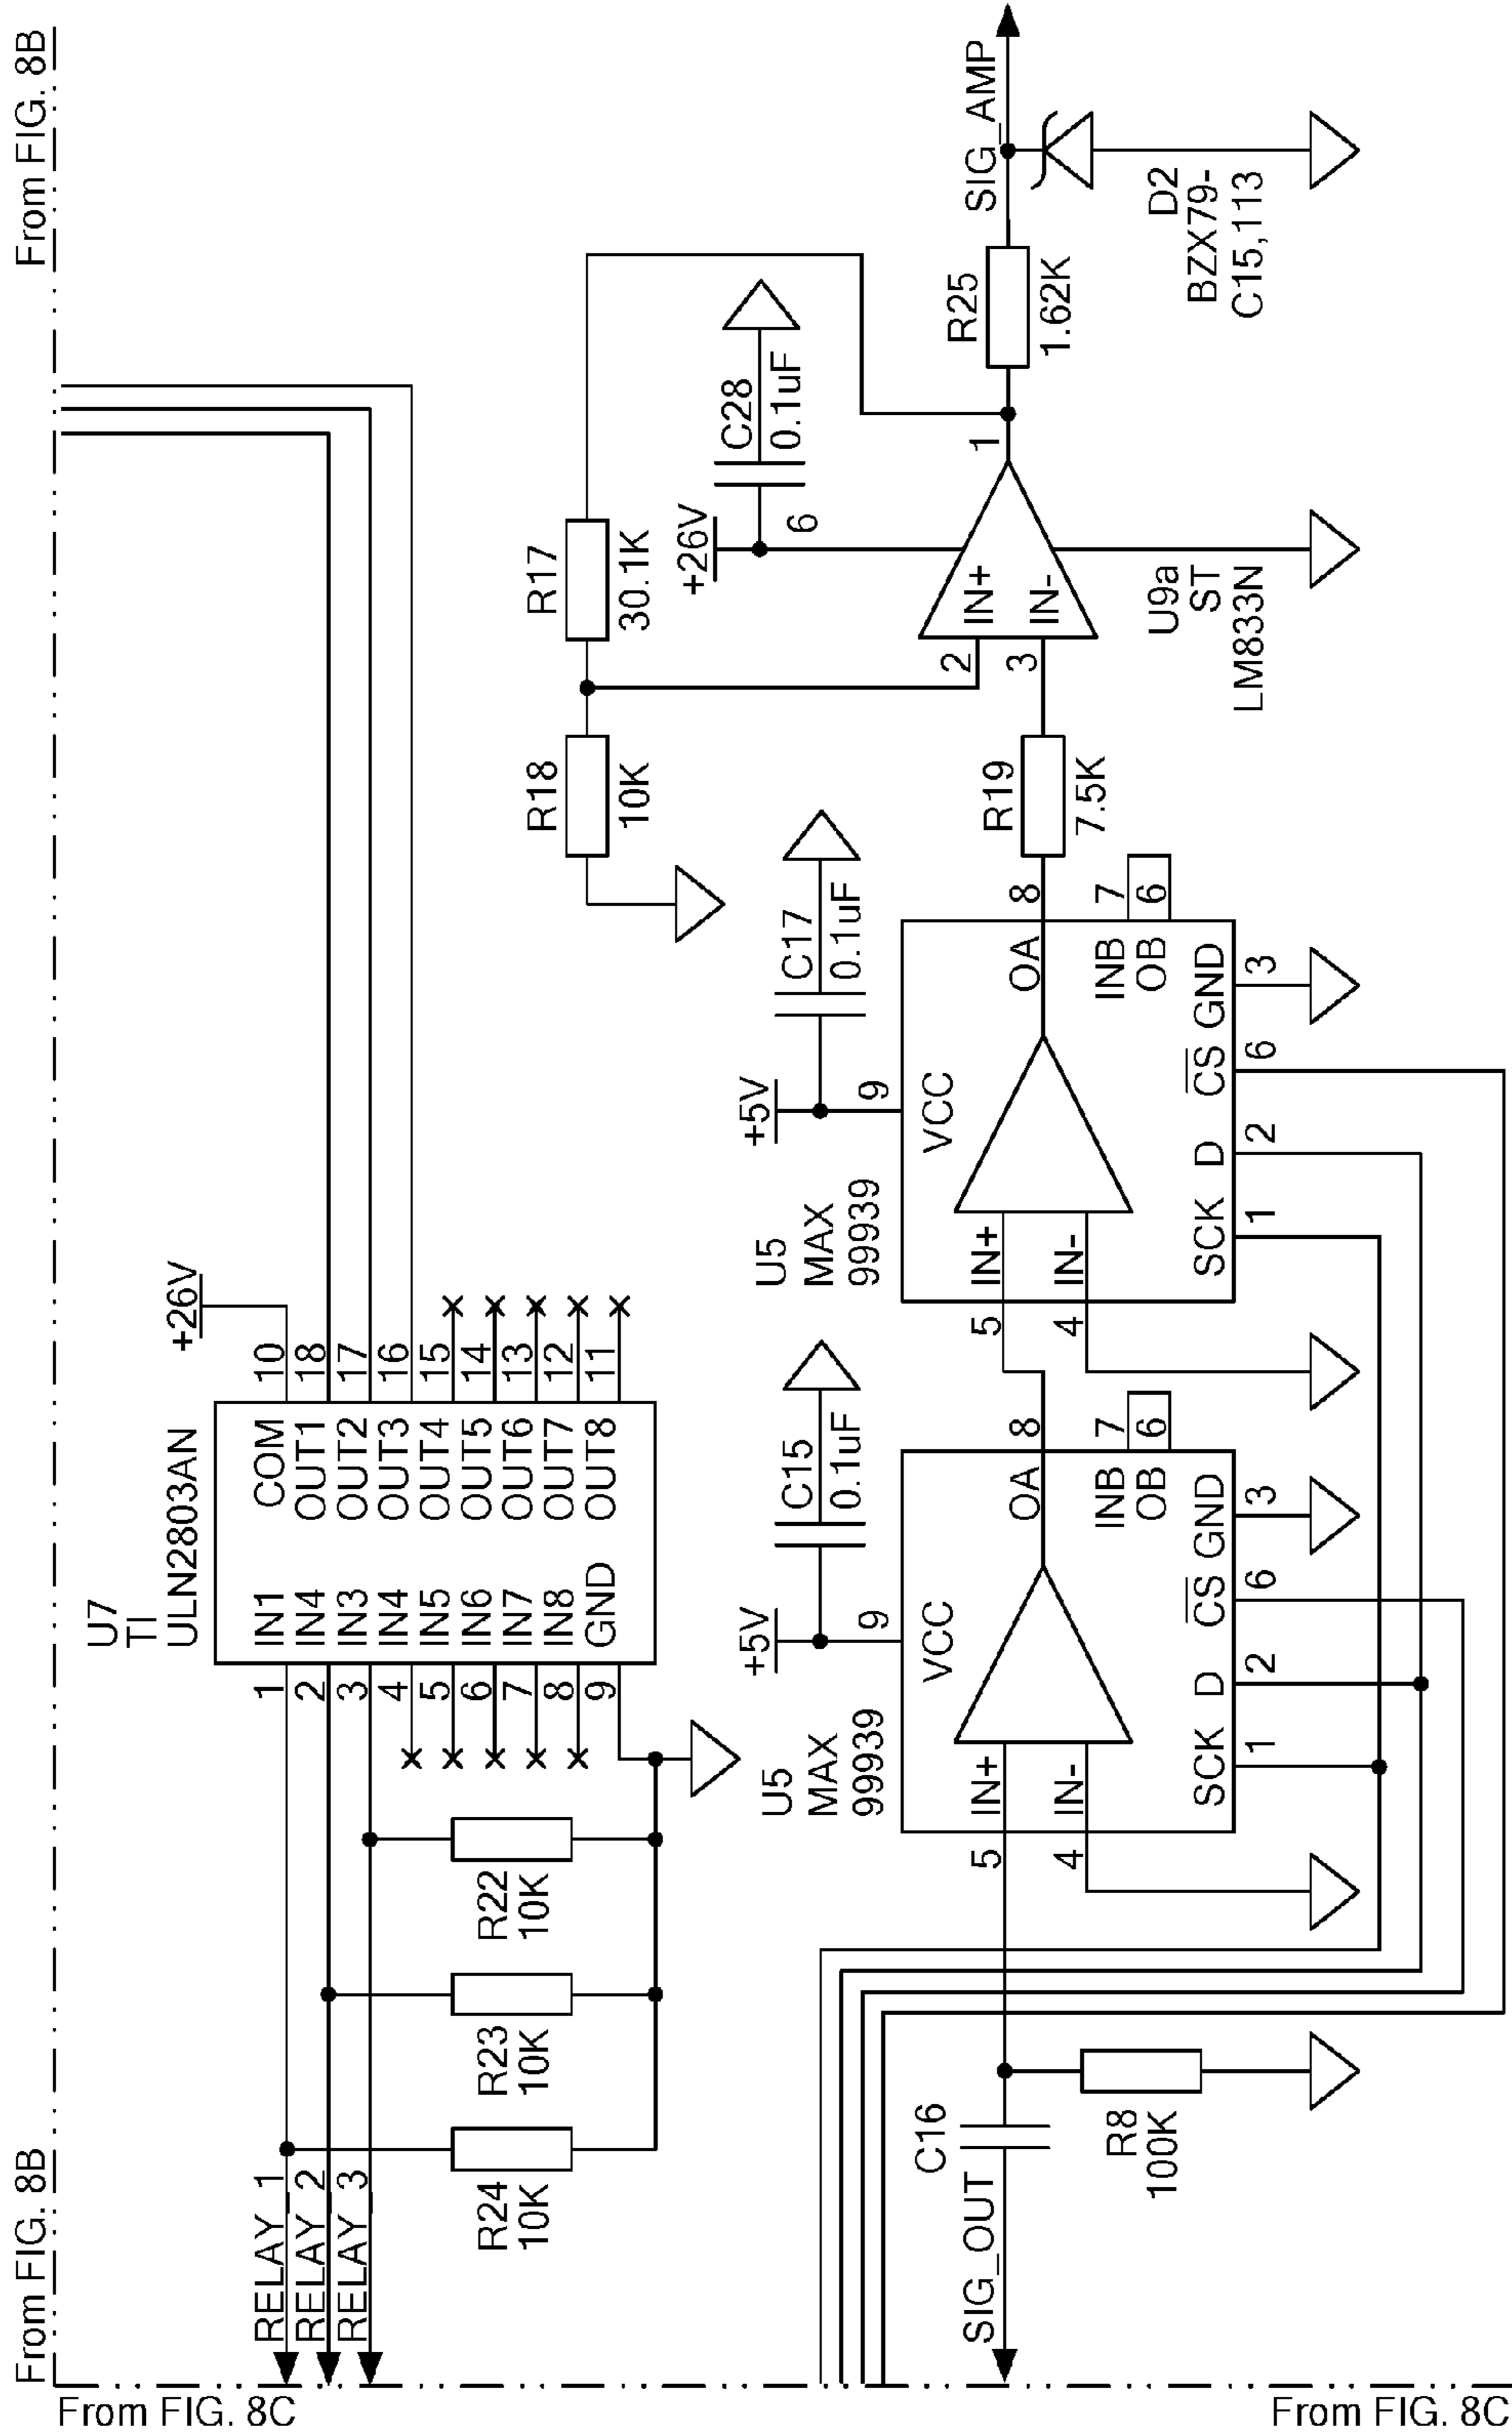 From FIG. 8B
From FIG. 8B
U7
TI
ULN2803AN
RELAY_1
RELAY_2
RELAY_3
1
2
3
4
5
6
7
8
9
IN1
IN4
IN3
IN4
IN5
IN6
IN7
IN8
GND
COM
OUT1
OUT2
OUT3
OUT4
OUT5
OUT6
OUT7
OUT8
10
18
17
16
15
14
13
12
11
+26V
R24
10K
R23
10K
R22
10K
R18
10K
R17
30.1K
+26V
6
C28
0.1uF
SIG_OUT
C16
R8
100K
U5
MAX
99939
+5V
9
C15
0.1uF
VCC
5
IN+
4
IN-
OA
8
INB
7
OB
6
SCK
D
CS
GND
1
2
6
3
U5
MAX
99939
+5V
9
C17
0.1uF
VCC
5
IN+
4
IN-
OA
8
INB
7
OB
6
SCK
D
CS
GND
1
2
6
3
R19
7.5K
2
IN+
3
IN-
1
U9a
ST
LM833N
R25
1.62K
SIG_AMP
D2
BZX79-
C15,113
From FIG. 8C
From FIG. 8C